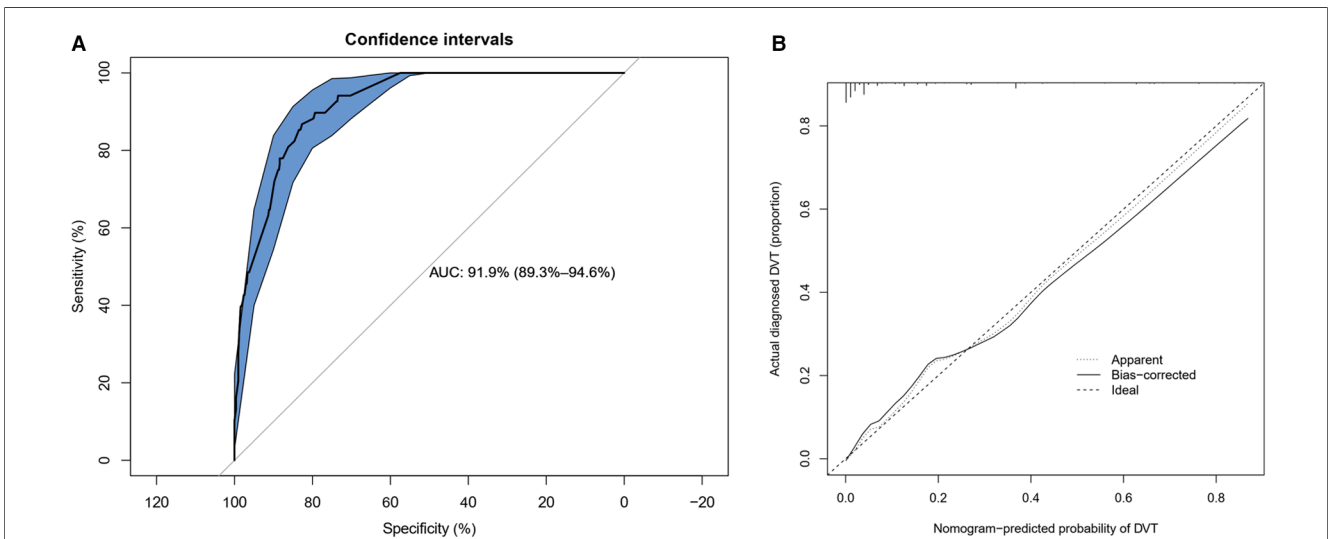 A
Confidence intervals
Sensitivity (%)
100
80
60
40
20
0
AUC: 91.9% (89.3%–94.6%)
120
100
80
60
40
20
0
−20
Specificity (%)
B
Actual diagnosed DVT (proportion)
0.8
0.6
0.4
0.2
0.0
Apparent
Bias−corrected
Ideal
0.0
0.2
0.4
0.6
0.8
Nomogram−predicted probability of DVT